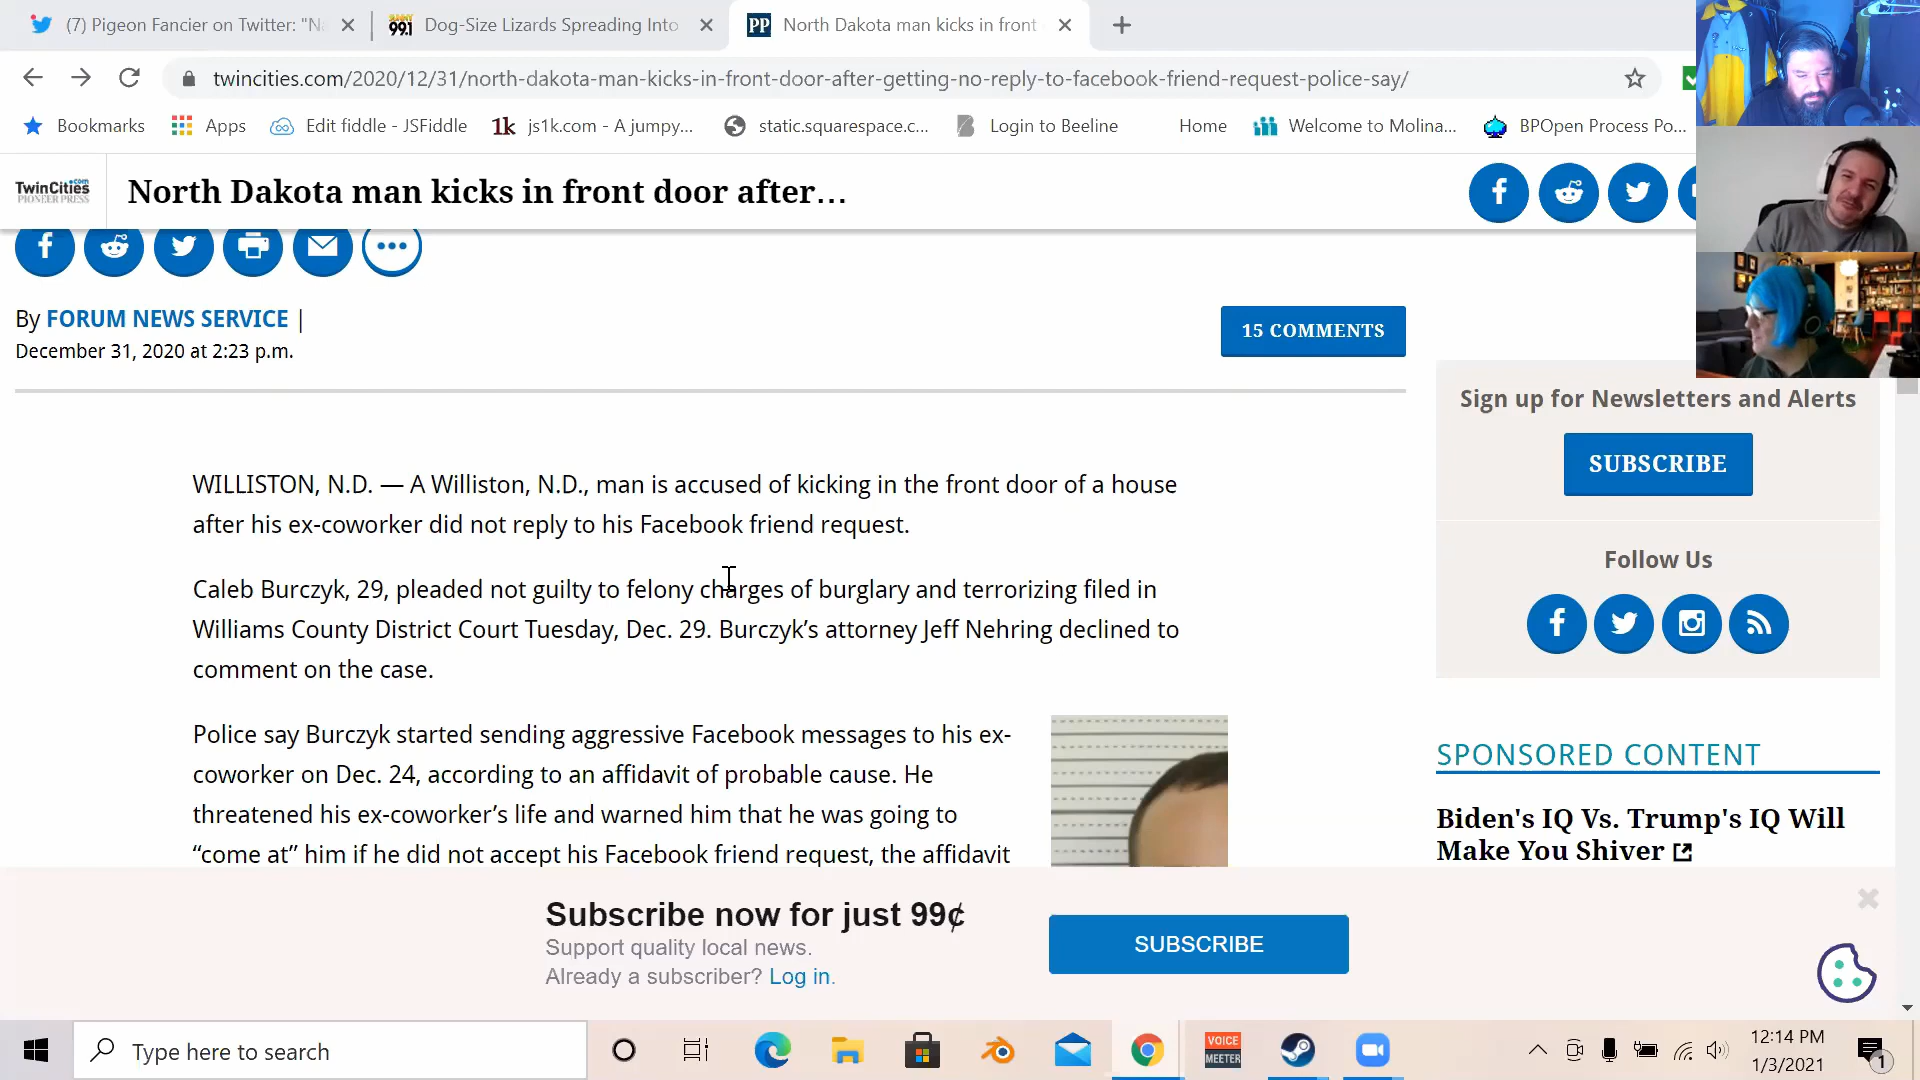 (7) Pigeon Fancier on Twitter: "Na
99.1
Dog-Size Lizards Spreading Into
PP
North Dakota man kicks in front
twincities.com/2020/12/31/north-dakota-man-kicks-in-front-door-after-getting-no-reply-to-facebook-friend-request-police-say/
Bookmarks
Apps
Edit fiddle - JSFiddle
1k
js1k.com - A jumpy...
static.squarespace.c...
Login to Beeline
Home
Welcome to Molina...
BPOpen Process Po...
TwinCities.com
PIONEER PRESS
North Dakota man kicks in front door after...
By FORUM NEWS SERVICE |
December 31, 2020 at 2:23 p.m.
15 COMMENTS
WILLISTON, N.D. — A Williston, N.D., man is accused of kicking in the front door of a house
after his ex-coworker did not reply to his Facebook friend request.
Caleb Burczyk, 29, pleaded not guilty to felony charges of burglary and terrorizing filed in
Williams County District Court Tuesday, Dec. 29. Burczyk’s attorney Jeff Nehring declined to
comment on the case.
Police say Burczyk started sending aggressive Facebook messages to his ex-
coworker on Dec. 24, according to an affidavit of probable cause. He
threatened his ex-coworker’s life and warned him that he was going to
“come at” him if he did not accept his Facebook friend request, the affidavit
Sign up for Newsletters and Alerts
SUBSCRIBE
Follow Us
SPONSORED CONTENT
Biden's IQ Vs. Trump's IQ Will
Make You Shiver
Subscribe now for just 99¢
Support quality local news.
Already a subscriber? Log in.
SUBSCRIBE
Type here to search
VOICE
MEETER
12:14 PM
1/3/2021
1